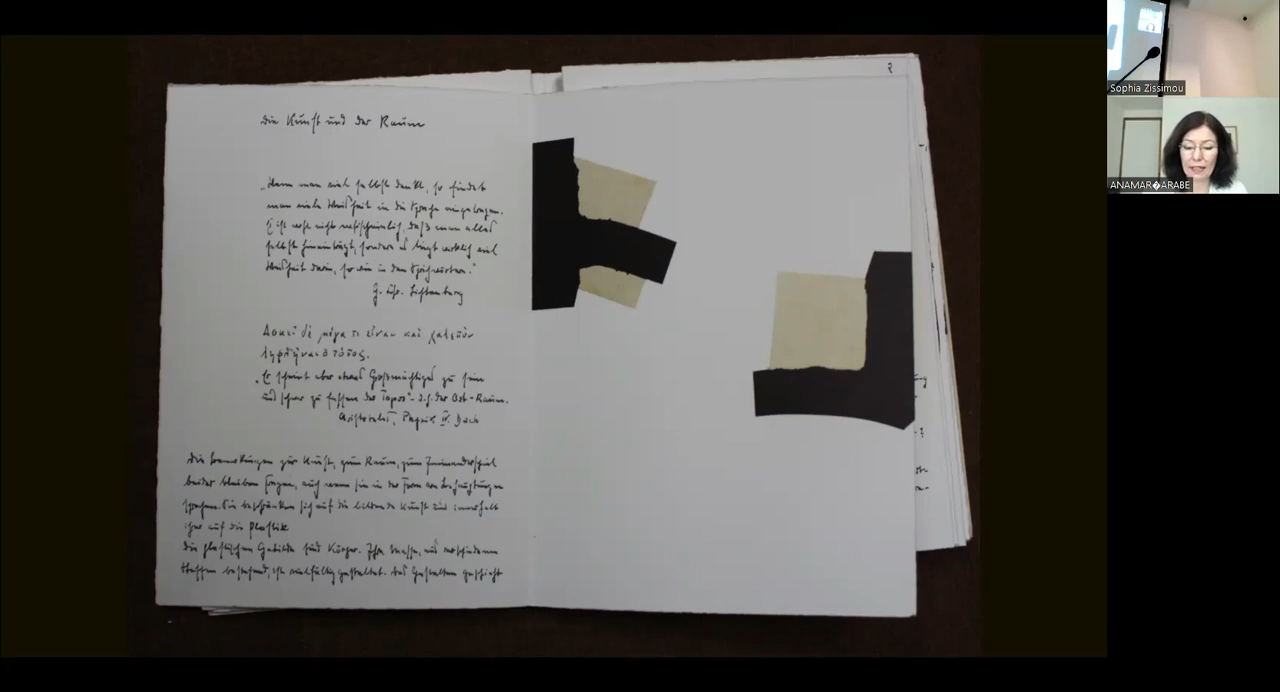 Die Kunst und der Raum
„Wenn man viel selbst denkt, so findet
man viele Weisheit in die Sprache eingetragen.
Es ist wohl nicht wahrscheinlich, daß man alles
selbst hineinträgt, sondern es liegt wirklich viel
Weisheit darin, so wie in den Sprichwörtern."
G. Chr. Lichtenberg
Δοκεῖ δὲ μέγα τι εἶναι καὶ χαλεπὸν
ληφθῆναι ὁ τόπος.
„Es scheint aber etwas Großmächtiges zu sein
und schwer zu fassen der Topos" - d.h. der Ort-Raum.
Aristoteles, Physik IV. Buch
Die Bemerkungen zur Kunst, zum Raum, zum Ineinanderspiel
beider bleiben Fragen, auch wenn sie in der Form von Behauptungen
sprechen. Sie beschränken sich auf die bildende Kunst und innerhalb
ihrer auf die Plastik
Die plastischen Gebilde sind Körper. Ihre Masse, aus verschiedenen
Stoffen bestehend, ist vielfältig gestaltet. Das Gestalten geschieht
2
Sophia Zissimou
ANAMAR�ARABE